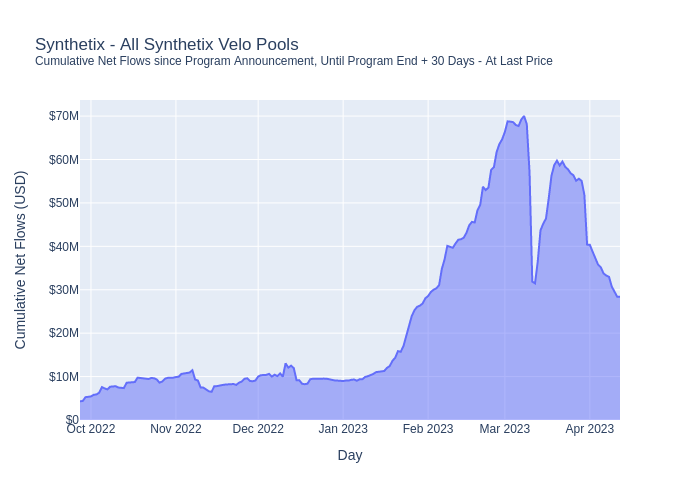 Synthetix - All Synthetix Velo Pools
Cumulative Net Flows since Program Announcement, Until Program End + 30 Days - At Last Price
Cumulative Net Flows (USD)
$70M
$60M
$50M
$40M
$30M
$20M
$10M
$0
Oct 2022 Nov 2022 Dec 2022 Jan 2023 Feb 2023 Mar 2023 Apr 2023
Day